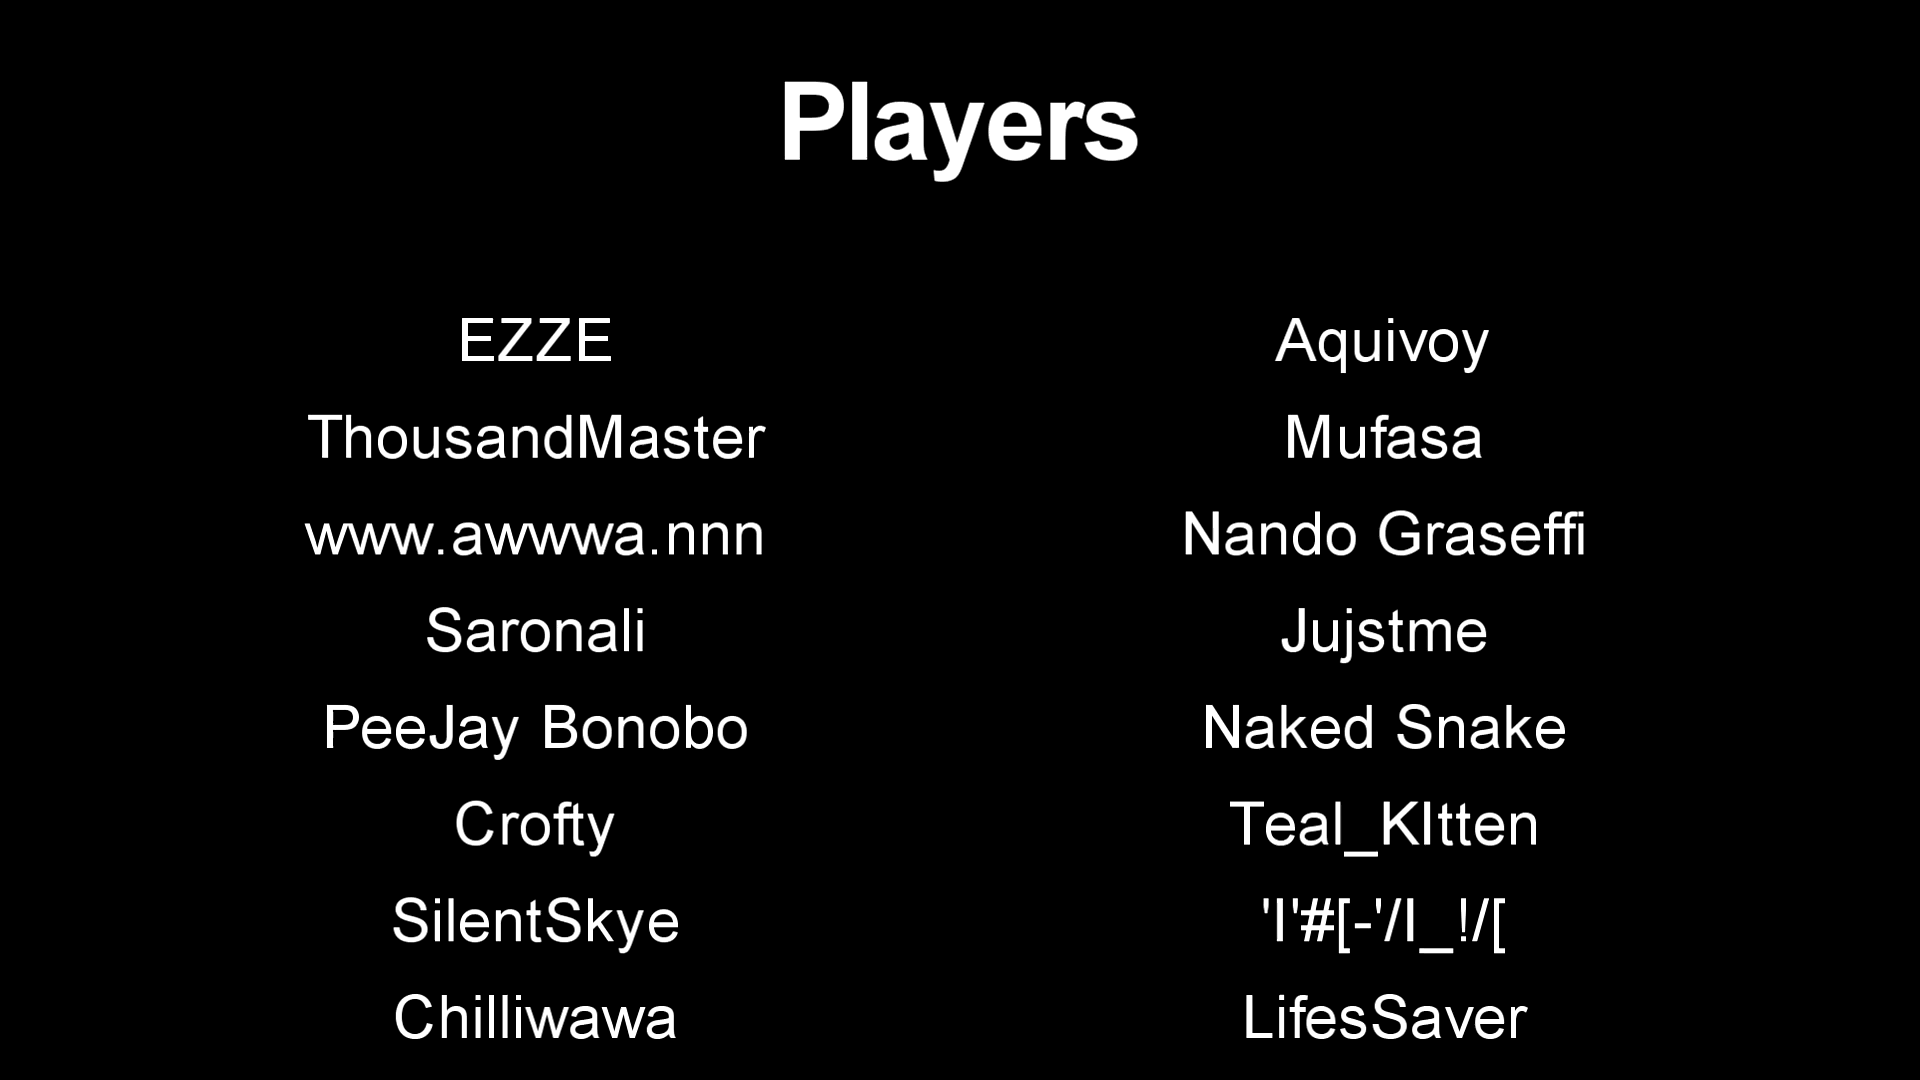 Players
EZZE
Aquivoy
ThousandMaster
Mufasa
www.awwwa.nnn
Nando Graseffi
Saronali
Jujstme
PeeJay Bonobo
Naked Snake
Crofty
Teal_KItten
SilentSkye
'I'#[-'/I_!/[
Chilliwawa
LifesSaver